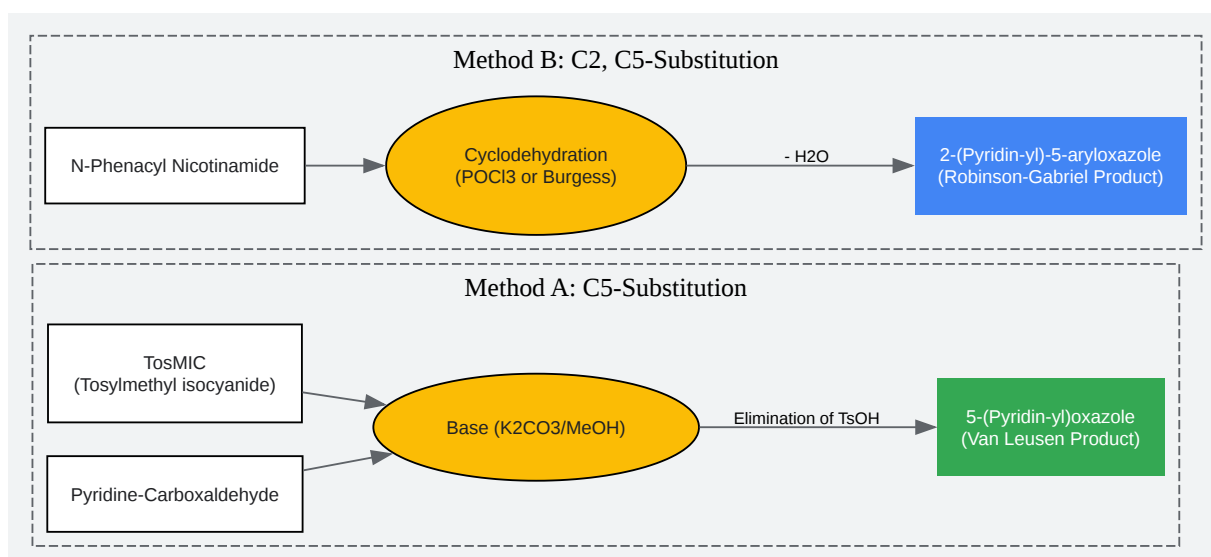 Method B: C2, C5-Substitution
N-Phenacyl Nicotinamide
Cyclodehydration
(POCl3 or Burgess)
- H2O
2-(Pyridin-yl)-5-aryloxazole
(Robinson-Gabriel Product)
Method A: C5-Substitution
TosMIC
(Tosylmethyl isocyanide)
Pyridine-Carboxaldehyde
Base (K2CO3/MeOH)
Elimination of TsOH
5-(Pyridin-yl)oxazole
(Van Leusen Product)